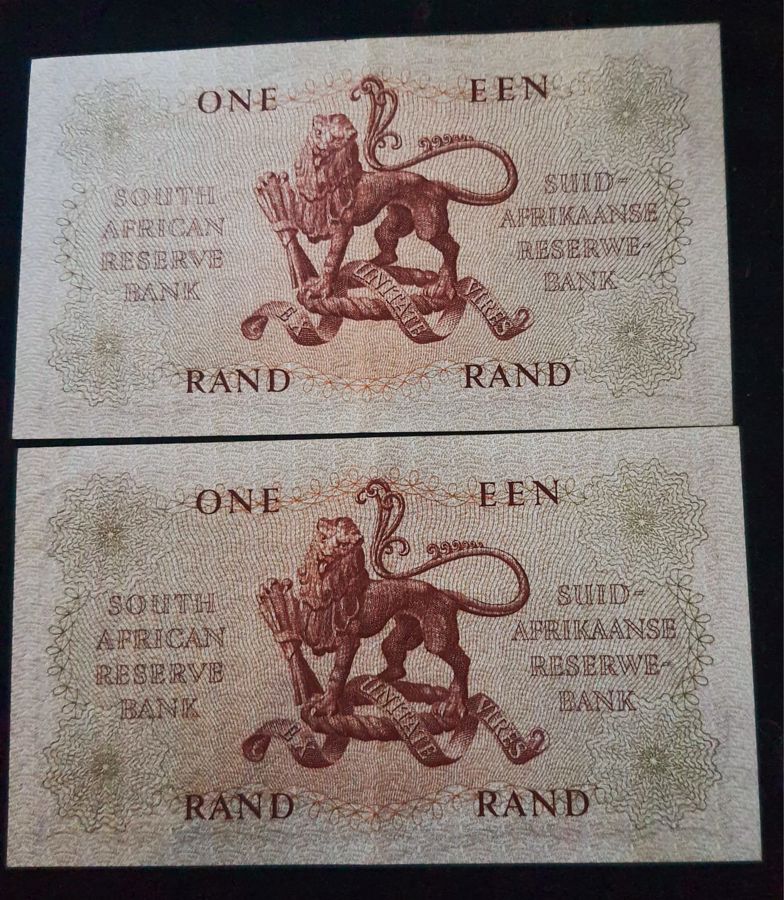 ONE EEN
SOUTH
AFRICAN
RESERVE
BANK
SUID-
AFRIKAANSE
RESERWE-
BANK
EX UNITATE VIRES
RAND RAND
ONE EEN
SOUTH
AFRICAN
RESERVE
BANK
SUID-
AFRIKAANSE
RESERWE-
BANK
EX UNITATE VIRES
RAND RAND